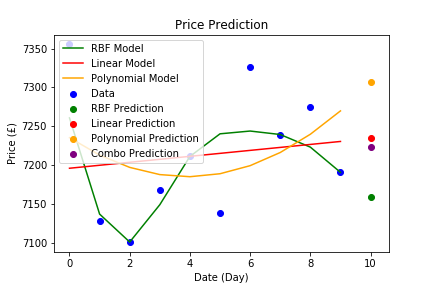 Price Prediction
Price (£)
7350
7300
7250
7200
7150
7100
RBF Model
Linear Model
Polynomial Model
Data
RBF Prediction
Linear Prediction
Polynomial Prediction
Combo Prediction
0
2
4
6
8
10
Date (Day)